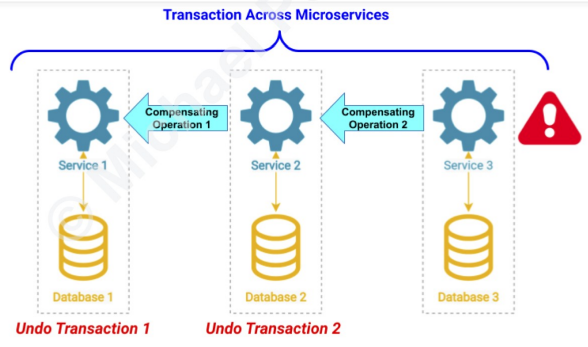 Transaction Across Microservices
Compensating
Operation 1
Compensating
Operation 2
Service 1
Service 2
Service 3
Database 1
Database 2
Database 3
Undo Transaction 1
Undo Transaction 2
© Michael